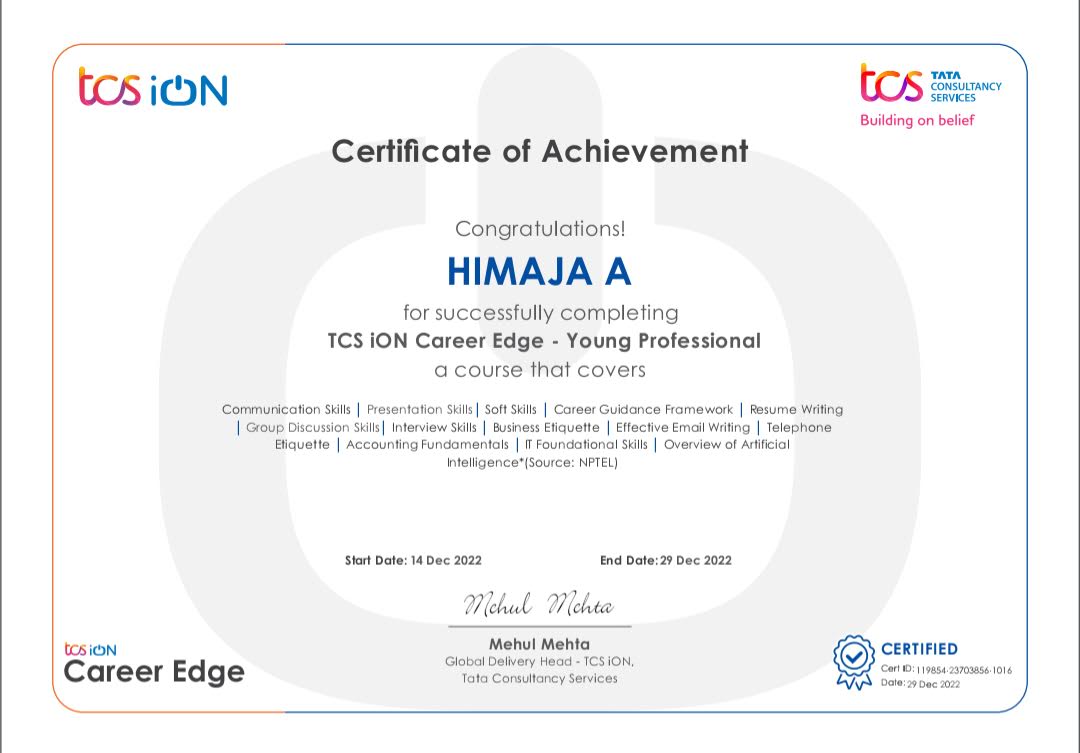 tcs iON
tcs TATA
CONSULTANCY
SERVICES
Building on belief
Certificate of Achievement
Congratulations!
HIMAJA A
for successfully completing
TCS iON Career Edge - Young Professional
a course that covers
Communication Skills | Presentation Skills | Soft Skills | Career Guidance Framework | Resume Writing
| Group Discussion Skills | Interview Skills | Business Etiquette | Effective Email Writing | Telephone
Etiquette | Accounting Fundamentals | IT Foundational Skills | Overview of Artificial
Intelligence*(Source: NPTEL)
Start Date: 14 Dec 2022 End Date: 29 Dec 2022
Mehul Mehta
Mehul Mehta
Global Delivery Head - TCS iON,
Tata Consultancy Services
tcs iON
Career Edge
CERTIFIED
Cert ID: 119854-23703856-1016
Date: 29 Dec 2022